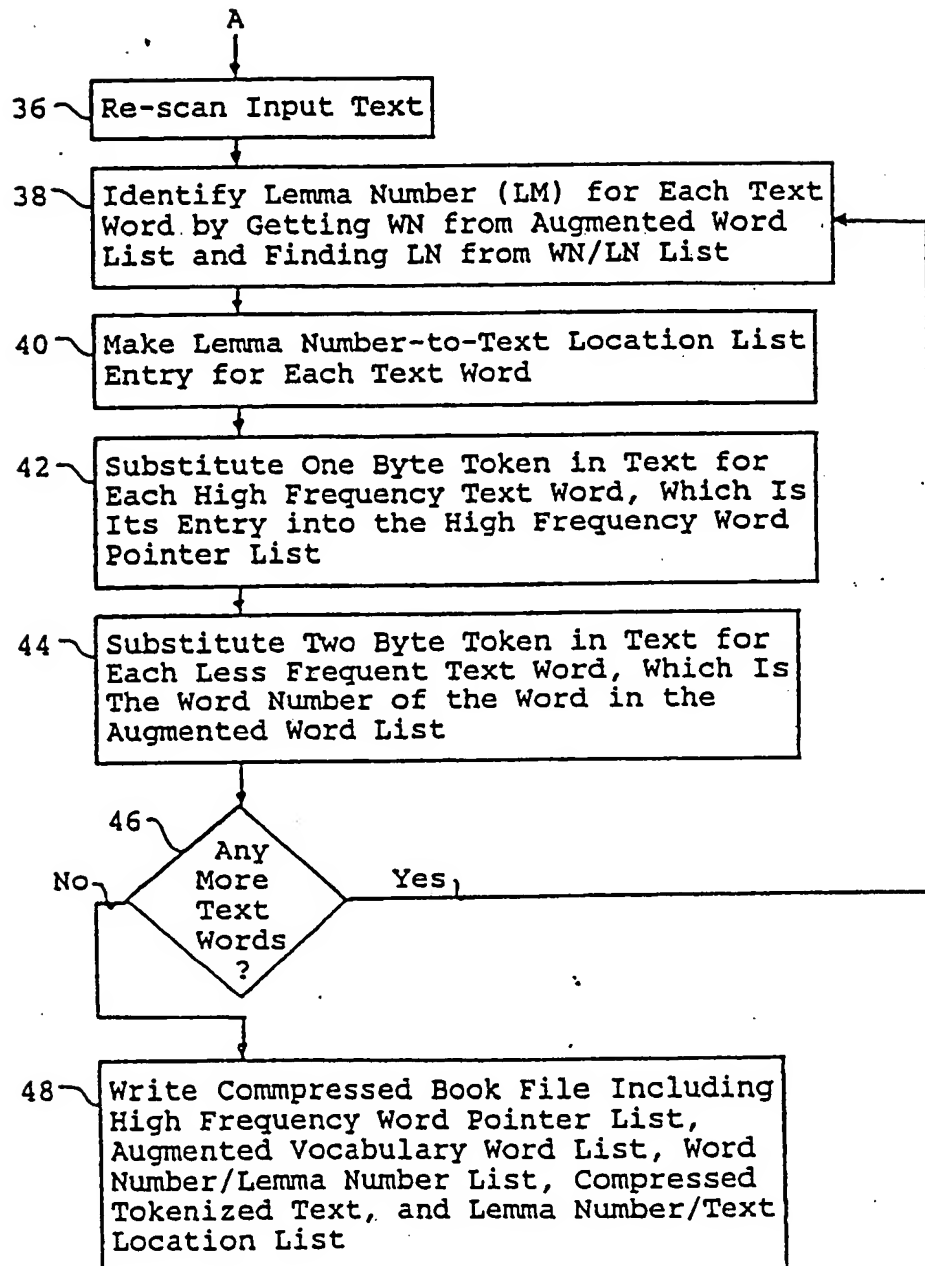 A
36 Re-scan Input Text
38 Identify Lemma Number (LM) for Each Text
Word by Getting WN from Augmented Word
List and Finding LN from WN/LN List
40 Make Lemma Number-to-Text Location List
Entry for Each Text Word
42 Substitute One Byte Token in Text for
Each High Frequency Text Word, Which Is
Its Entry into the High Frequency Word
Pointer List
44 Substitute Two Byte Token in Text for
Each Less Frequent Text Word, Which Is
The Word Number of the Word in the
Augmented Word List
46
Any
More
Text
Words
?
No
Yes
48 Write Commpressed Book File Including
High Frequency Word Pointer List,
Augmented Vocabulary Word List, Word
Number/Lemma Number List, Compressed
Tokenized Text, and Lemma Number/Text
Location List